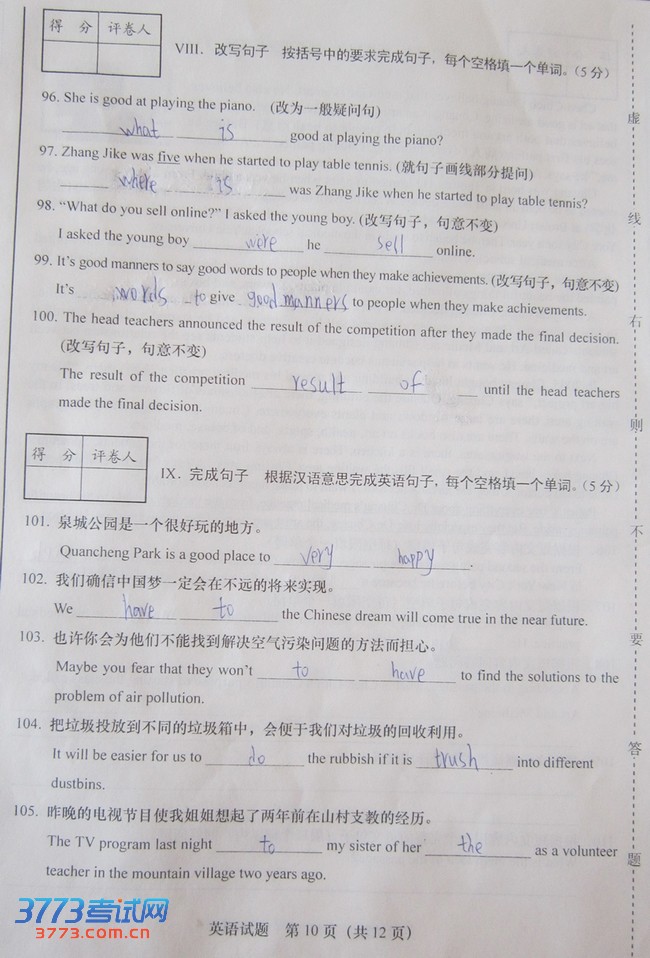 得 分 评卷人
VIII. 改写句子 按括号中的要求完成句子，每个空格填一个单词。(5 分)
96. She is good at playing the piano. (改为一般疑问句)
what is good at playing the piano?
97. Zhang Jike was five when he started to play table tennis. (就句子画线部分提问)
where is was Zhang Jike when he started to play table tennis?
98. “What do you sell online?” I asked the young boy. (改写句子，句意不变)
I asked the young boy were he sell online.
99. It's good manners to say good words to people when they make achievements. (改写句子，句意不变)
It's words to give good manners to people when they make achievements.
100. The head teachers announced the result of the competition after they made the final decision.
(改写句子，句意不变)
The result of the competition result of until the head teachers
made the final decision.
得 分 评卷人
IX. 完成句子 根据汉语意思完成英语句子，每个空格填一个单词。(5 分)
101. 泉城公园是一个很好玩的地方。
Quancheng Park is a good place to very happy.
102. 我们确信中国梦一定会在不远的将来实现。
We have to the Chinese dream will come true in the near future.
103. 也许你会为他们不能找到解决空气污染问题的方法而担心。
Maybe you fear that they won't to have to find the solutions to the
problem of air pollution.
104. 把垃圾投放到不同的垃圾箱中，会便于我们对垃圾的回收利用。
It will be easier for us to do the rubbish if it is trush into different
dustbins.
105. 昨晚的电视节目使我姐姐想起了两年前在山村支教的经历。
The TV program last night to my sister of her the as a volunteer
teacher in the mountain village two years ago.
3773考试网
3773.com.cn
英语试题 第 10 页（共 12 页）
虚
线
右
则
不
要
答
题